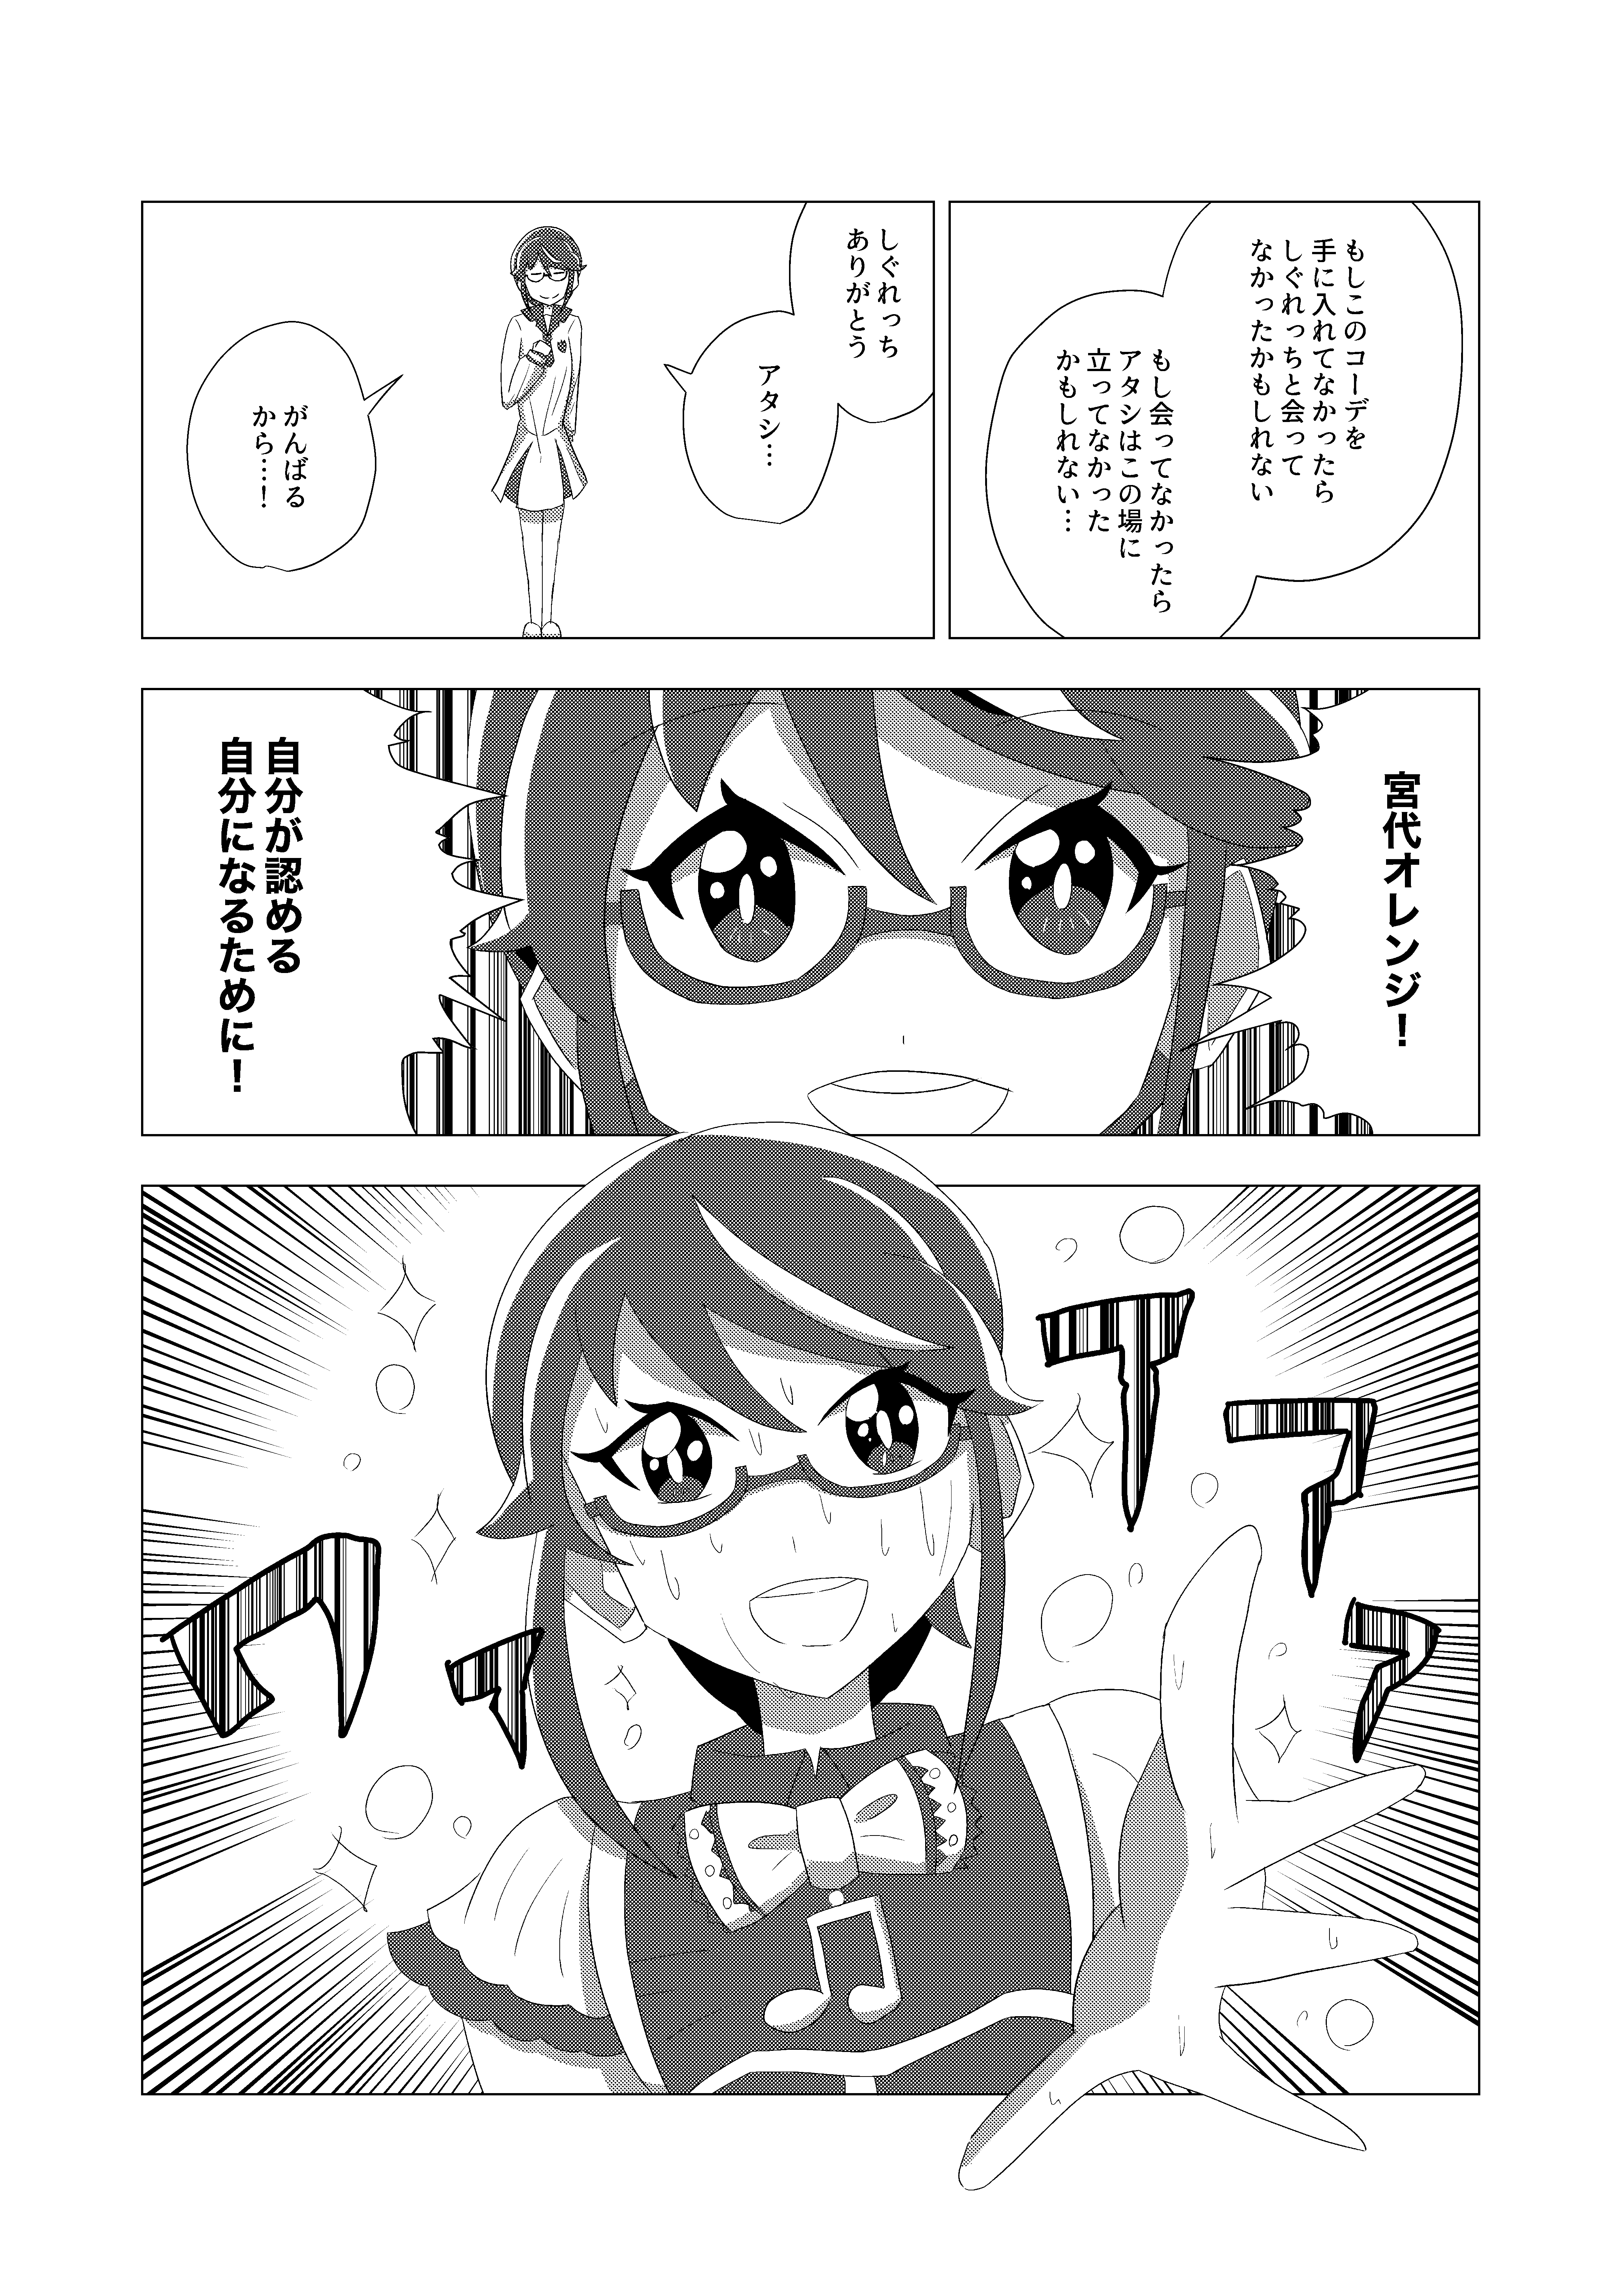 もしこのコーデを
手に入れてなかったら
しぐれっちと会って
なかったかもしれない
もし会ってなかったら
アタシはこの場に
立ってなかった
かもしれない…
しぐれっち
ありがとう
アタシ…
がんばる
から…！
宮代オレンジ！
自分が認める
自分になるために！
ワァアアァ